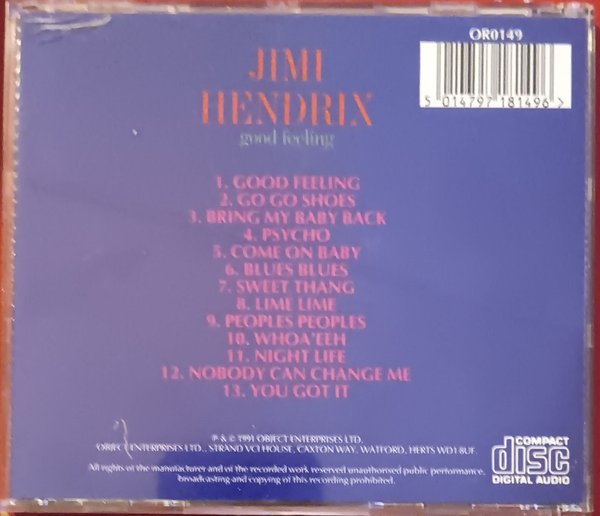 OR0149
5 014797 181496 >
JIMI
HENDRIX
good feeling
1. GOOD FEELING
2. GO GO SHOES
3. BRING MY BABY BACK
4. PSYCHO
5. COME ON BABY
6. BLUES BLUES
7. SWEET THANG
8. LIME LIME
9. PEOPLES PEOPLES
10. WHOA'EEH
11. NIGHT LIFE
12. NOBODY CAN CHANGE ME
13. YOU GOT IT
P & © 1991 OBJECT ENTERPRISES LTD.
OBJECT ENTERPRISES LTD., STRAND VCI HOUSE, CAXTON WAY, WATFORD, HERTS WD1 8UF.
All rights of the manufacturer and of the recorded work reserved unauthorised public performance,
broadcasting and copying of this recording prohibited.
COMPACT
disc
DIGITAL AUDIO